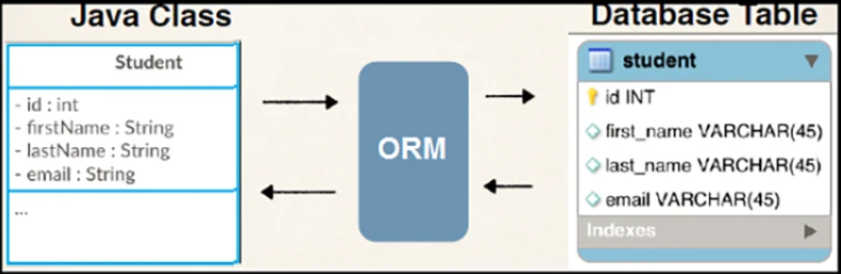 Java Class
Student
- id : int
- firstName : String
- lastName : String
- email : String
...
ORM
Database Table
student
id INT
first_name VARCHAR(45)
last_name VARCHAR(45)
email VARCHAR(45)
Indexes